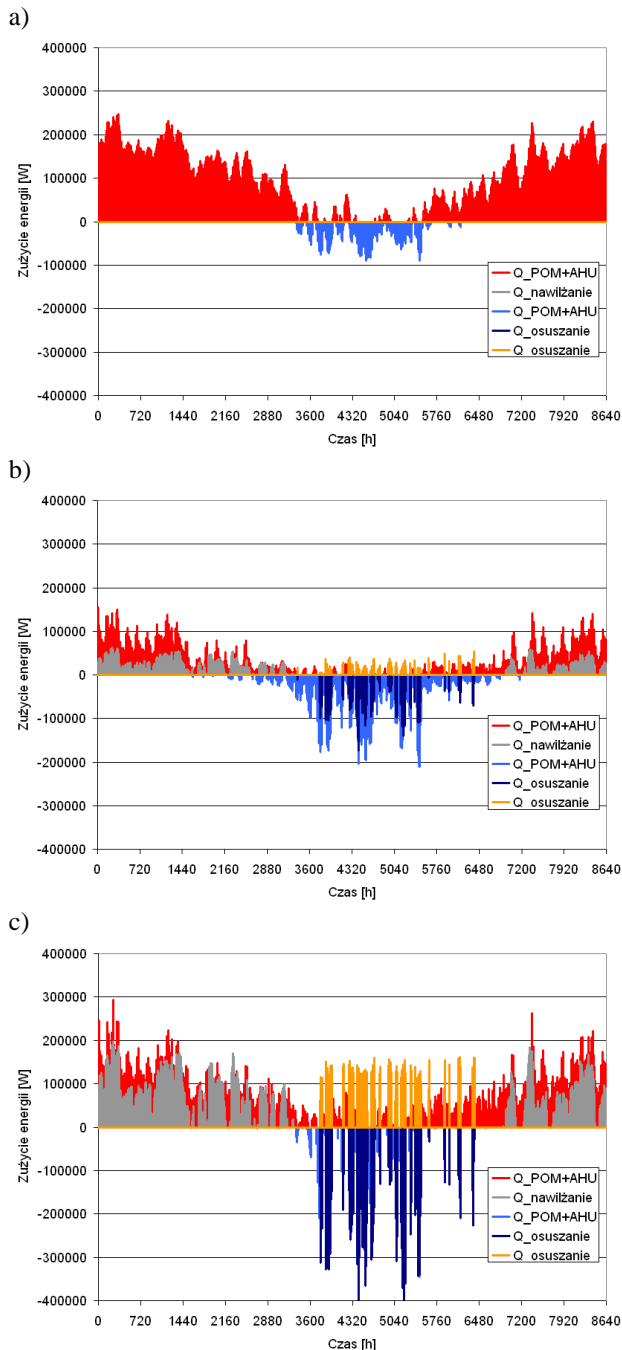 a)
400000
300000
200000
100000
0
-100000
-200000
-300000
-400000
Zużycie energii [W]
Q_POM+AHU
Q_nawilżanie
Q_POM+AHU
Q_osuszanie
Q_osuszanie
0 720 1440 2160 2880 3600 4320 5040 5760 6480 7200 7920 8640
Czas [h]
b)
400000
300000
200000
100000
0
-100000
-200000
-300000
-400000
Zużycie energii [W]
Q_POM+AHU
Q_nawilżanie
Q_POM+AHU
Q_osuszanie
Q_osuszanie
0 720 1440 2160 2880 3600 4320 5040 5760 6480 7200 7920 8640
Czas [h]
c)
400000
300000
200000
100000
0
-100000
-200000
-300000
-400000
Zużycie energii [W]
Q_POM+AHU
Q_nawilżanie
Q_POM+AHU
Q_osuszanie
Q_osuszanie
0 720 1440 2160 2880 3600 4320 5040 5760 6480 7200 7920 8640
Czas [h]